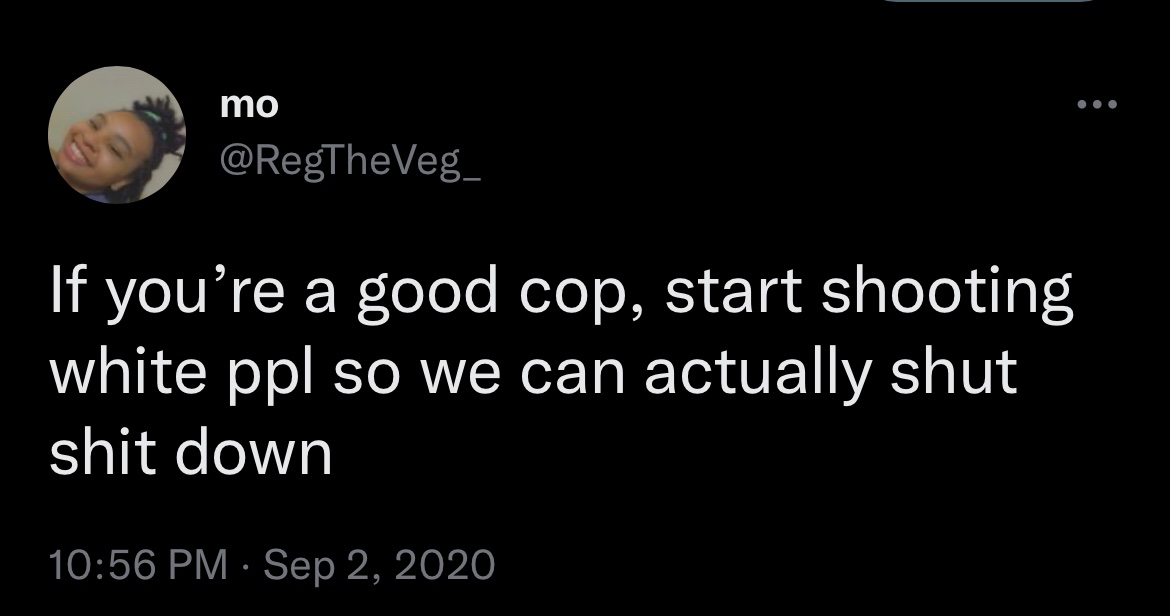 mo
@RegTheVeg_
If you’re a good cop, start shooting
white ppl so we can actually shut
shit down
10:56 PM · Sep 2, 2020